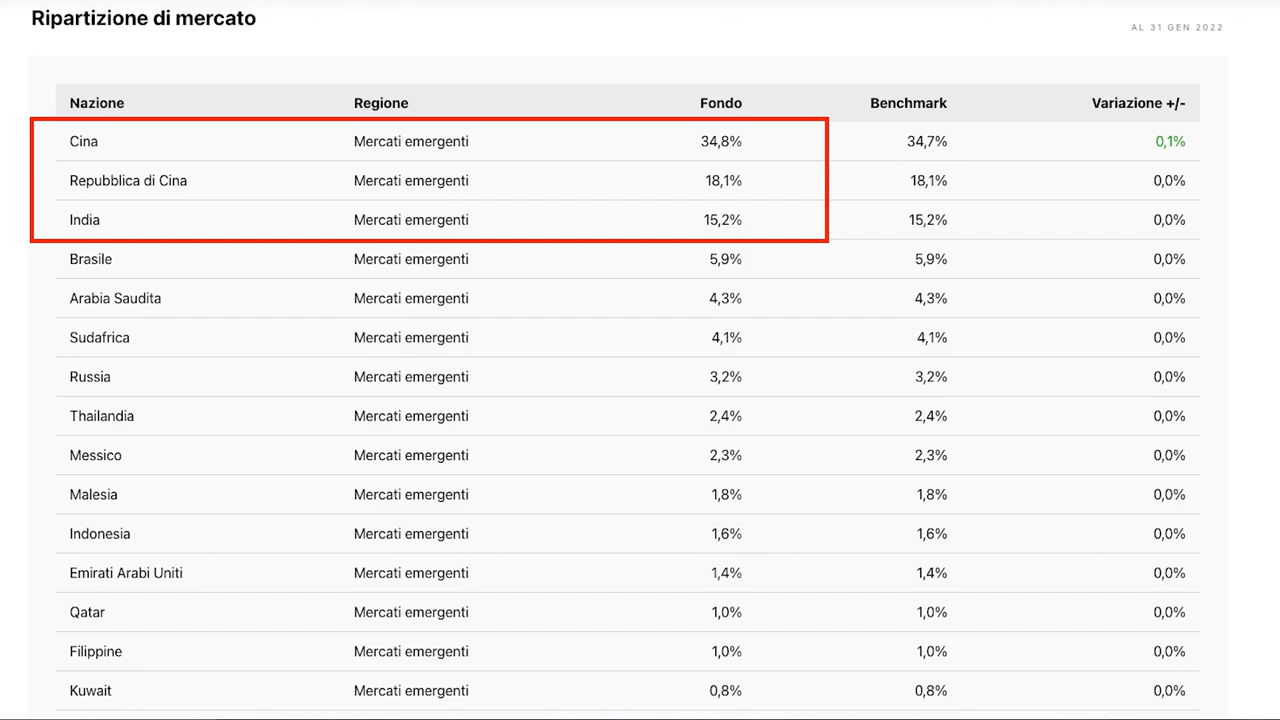 Ripartizione di mercato
AL 31 GEN 2022
Nazione Regione Fondo Benchmark Variazione +/-
Cina Mercati emergenti 34,8% 34,7% 0,1%
Repubblica di Cina Mercati emergenti 18,1% 18,1% 0,0%
India Mercati emergenti 15,2% 15,2% 0,0%
Brasile Mercati emergenti 5,9% 5,9% 0,0%
Arabia Saudita Mercati emergenti 4,3% 4,3% 0,0%
Sudafrica Mercati emergenti 4,1% 4,1% 0,0%
Russia Mercati emergenti 3,2% 3,2% 0,0%
Thailandia Mercati emergenti 2,4% 2,4% 0,0%
Messico Mercati emergenti 2,3% 2,3% 0,0%
Malesia Mercati emergenti 1,8% 1,8% 0,0%
Indonesia Mercati emergenti 1,6% 1,6% 0,0%
Emirati Arabi Uniti Mercati emergenti 1,4% 1,4% 0,0%
Qatar Mercati emergenti 1,0% 1,0% 0,0%
Filippine Mercati emergenti 1,0% 1,0% 0,0%
Kuwait Mercati emergenti 0,8% 0,8% 0,0%